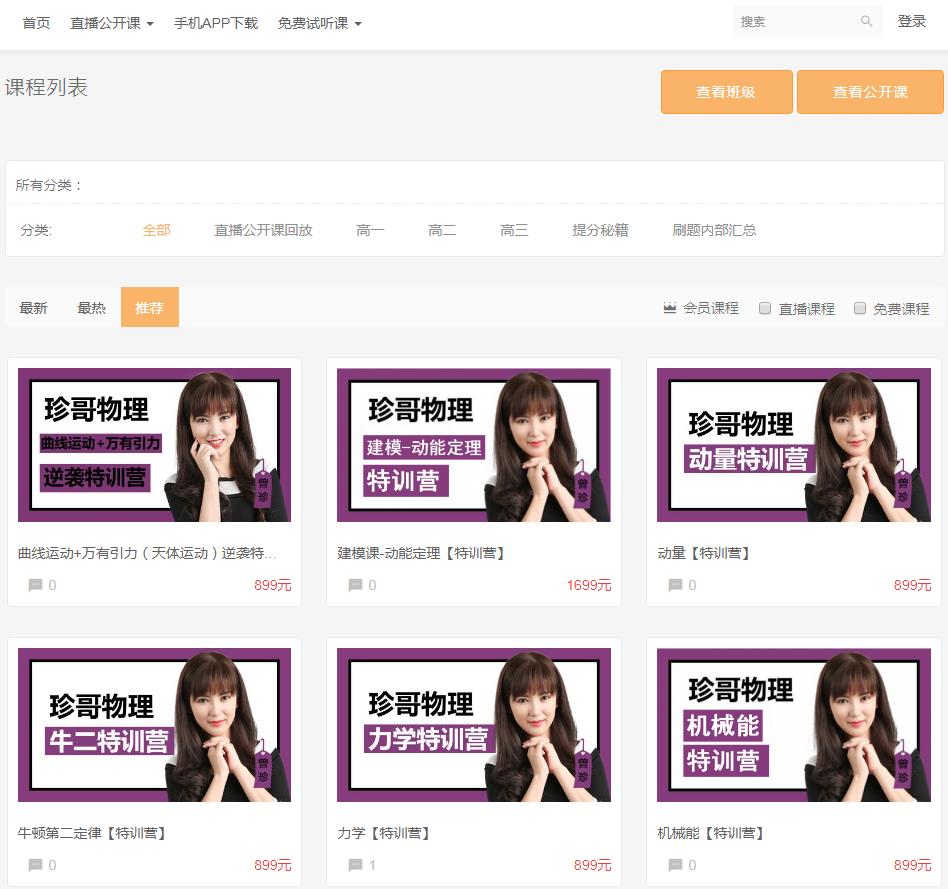 首页 直播公开课 手机APP下载 免费试听课 搜索 登录
课程列表 查看班级 查看公开课
所有分类：
分类: 全部 直播公开课回放 高一 高二 高三 提分秘籍 刷题内部汇总
最新 最热 推荐 会员课程 直播课程 免费课程
珍哥物理
曲线运动+万有引力
逆袭特训营
曾珍
珍哥物理
建模-动能定理
特训营
曾珍
珍哥物理
动量特训营
曾珍
曲线运动+万有引力（天体运动）逆袭特... 建模课-动能定理【特训营】 动量【特训营】
0 899元 0 1699元 0 899元
珍哥物理
牛二特训营
曾珍
珍哥物理
力学特训营
曾珍
珍哥物理
机械能
特训营
曾珍
牛顿第二定律【特训营】 力学【特训营】 机械能【特训营】
0 899元 1 899元 0 899元